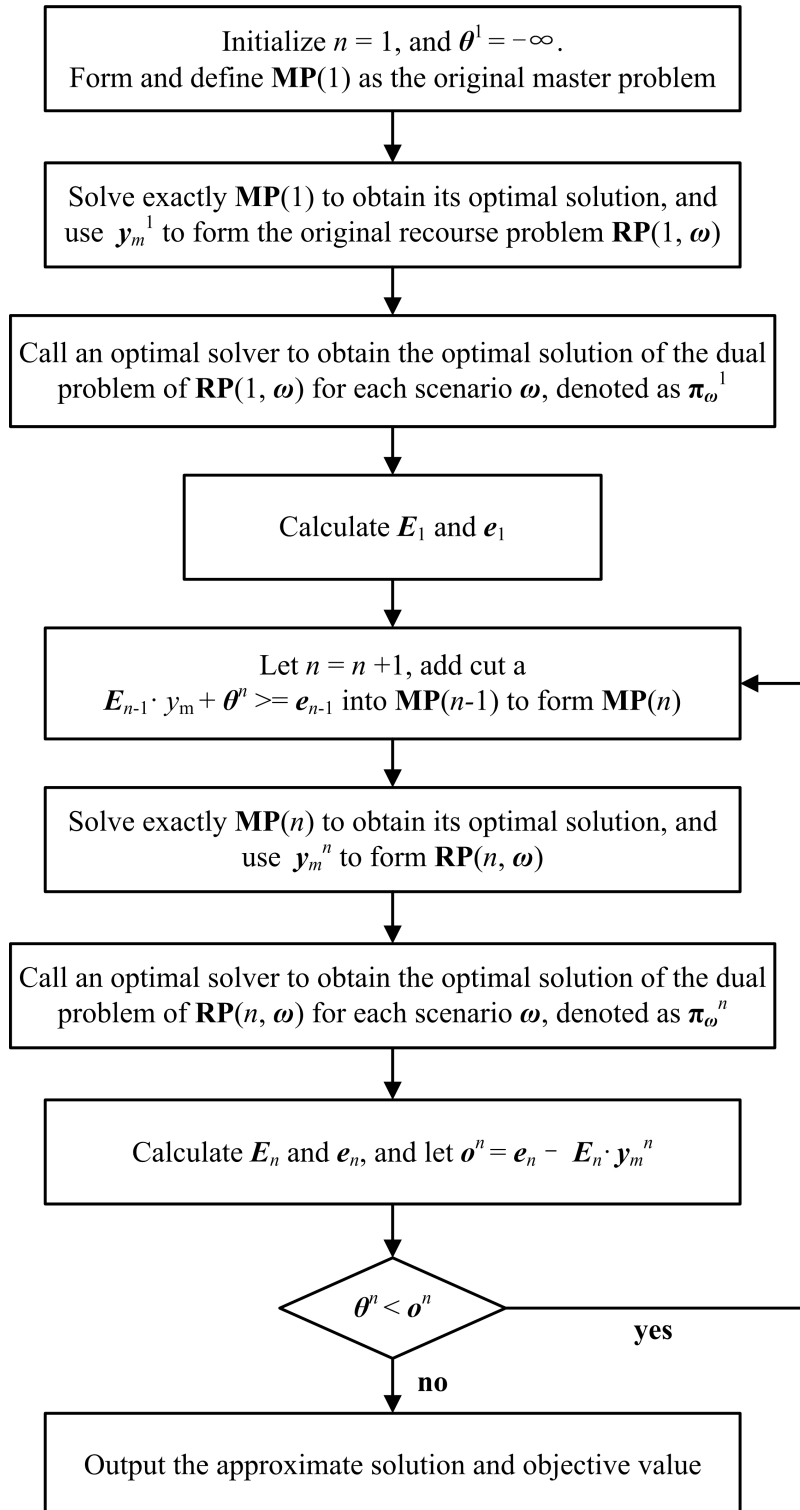 Initialize n = 1, and θ¹ = −∞.
Form and define MP(1) as the original master problem
Solve exactly MP(1) to obtain its optimal solution, and
use yₘ¹ to form the original recourse problem RP(1, ω)
Call an optimal solver to obtain the optimal solution of the dual
problem of RP(1, ω) for each scenario ω, denoted as π_ω¹
Calculate E₁ and e₁
Let n = n +1, add cut a
Eₙ₋₁· yₘ + θⁿ >= eₙ₋₁ into MP(n-1) to form MP(n)
Solve exactly MP(n) to obtain its optimal solution, and
use yₘⁿ to form RP(n, ω)
Call an optimal solver to obtain the optimal solution of the dual
problem of RP(n, ω) for each scenario ω, denoted as π_ωⁿ
Calculate Eₙ and eₙ, and let oⁿ = eₙ − Eₙ· yₘⁿ
θⁿ < oⁿ
yes
no
Output the approximate solution and objective value